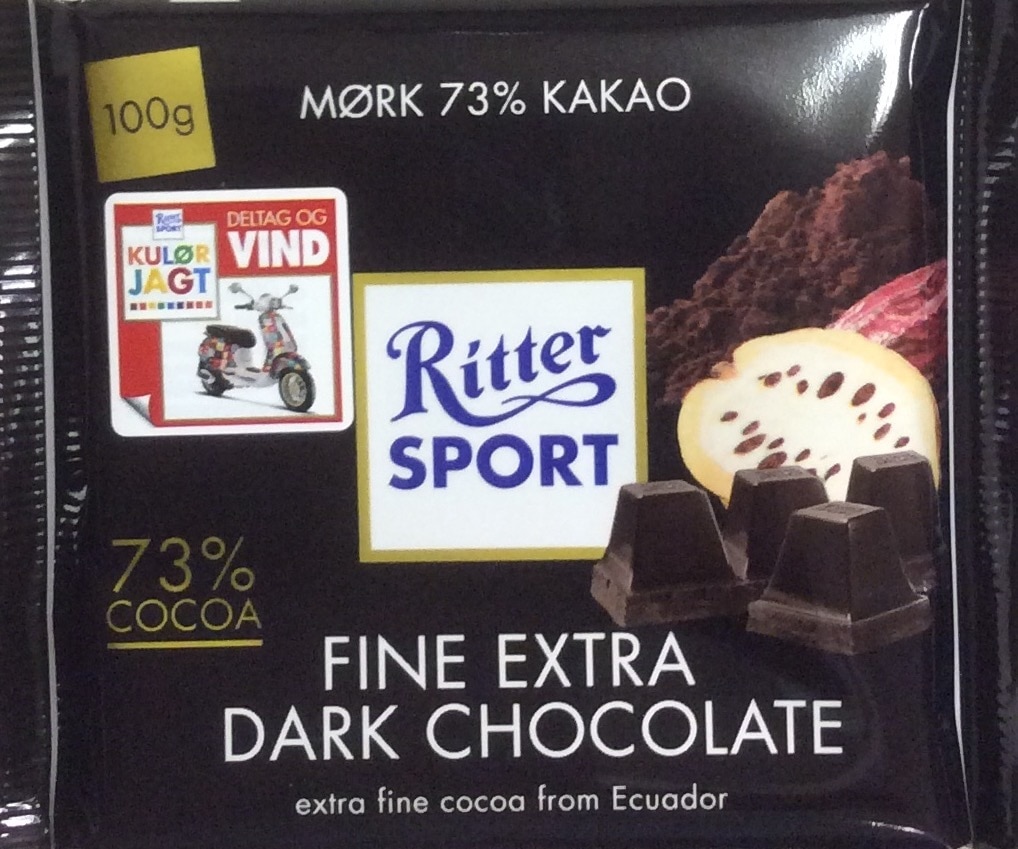 100g
MØRK 73% KAKAO
Ritter
SPORT
KULØR
JAGT
DELTAG OG
VIND
Ritter
SPORT
73%
COCOA
FINE EXTRA
DARK CHOCOLATE
extra fine cocoa from Ecuador